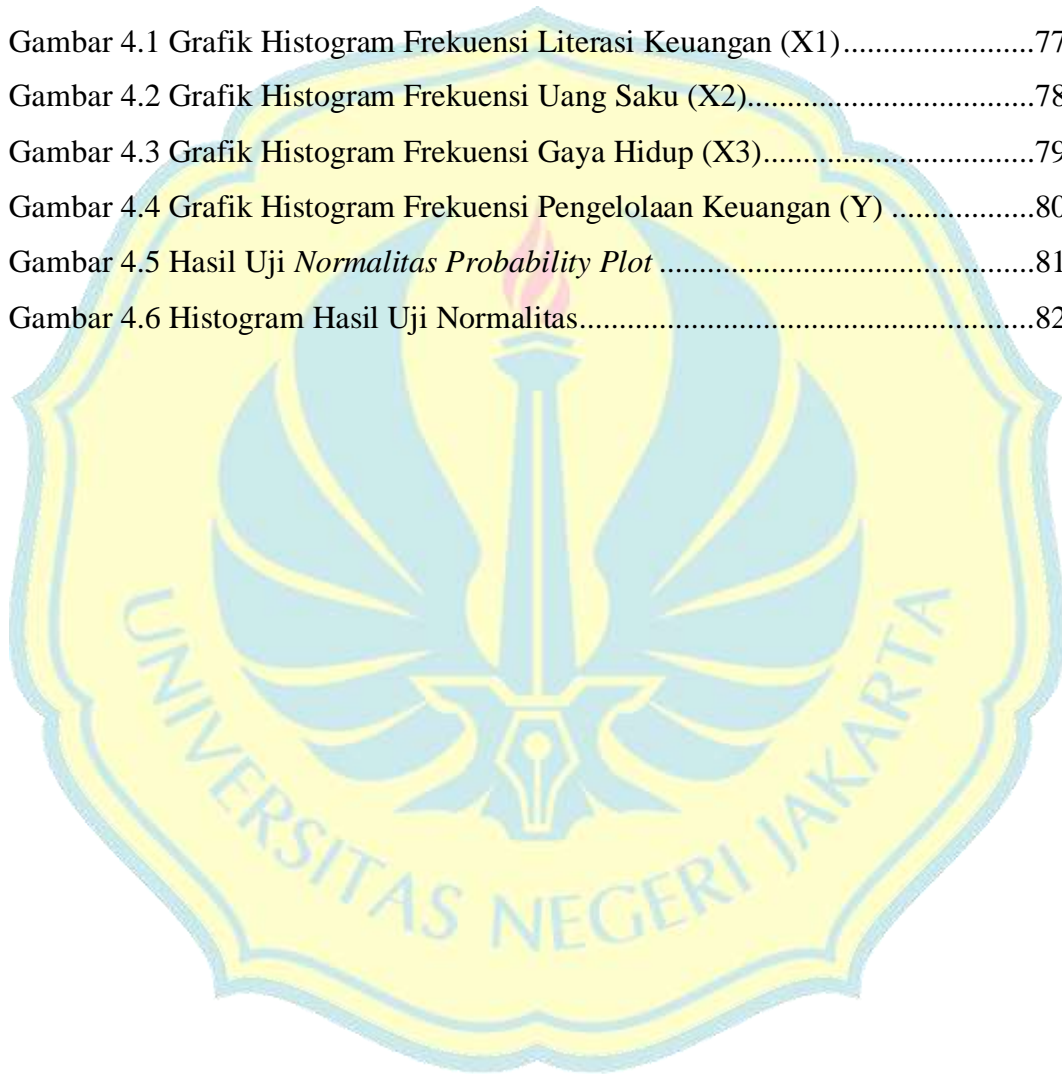 Gambar 4.1 Grafik Histogram Frekuensi Literasi Keuangan (X1)........................77
Gambar 4.2 Grafik Histogram Frekuensi Uang Saku (X2)....................................78
Gambar 4.3 Grafik Histogram Frekuensi Gaya Hidup (X3)..................................79
Gambar 4.4 Grafik Histogram Frekuensi Pengelolaan Keuangan (Y) ..................80
Gambar 4.5 Hasil Uji Normalitas Probability Plot ...............................................81
Gambar 4.6 Histogram Hasil Uji Normalitas.........................................................82
UNIVERSITAS NEGERI JAKARTA